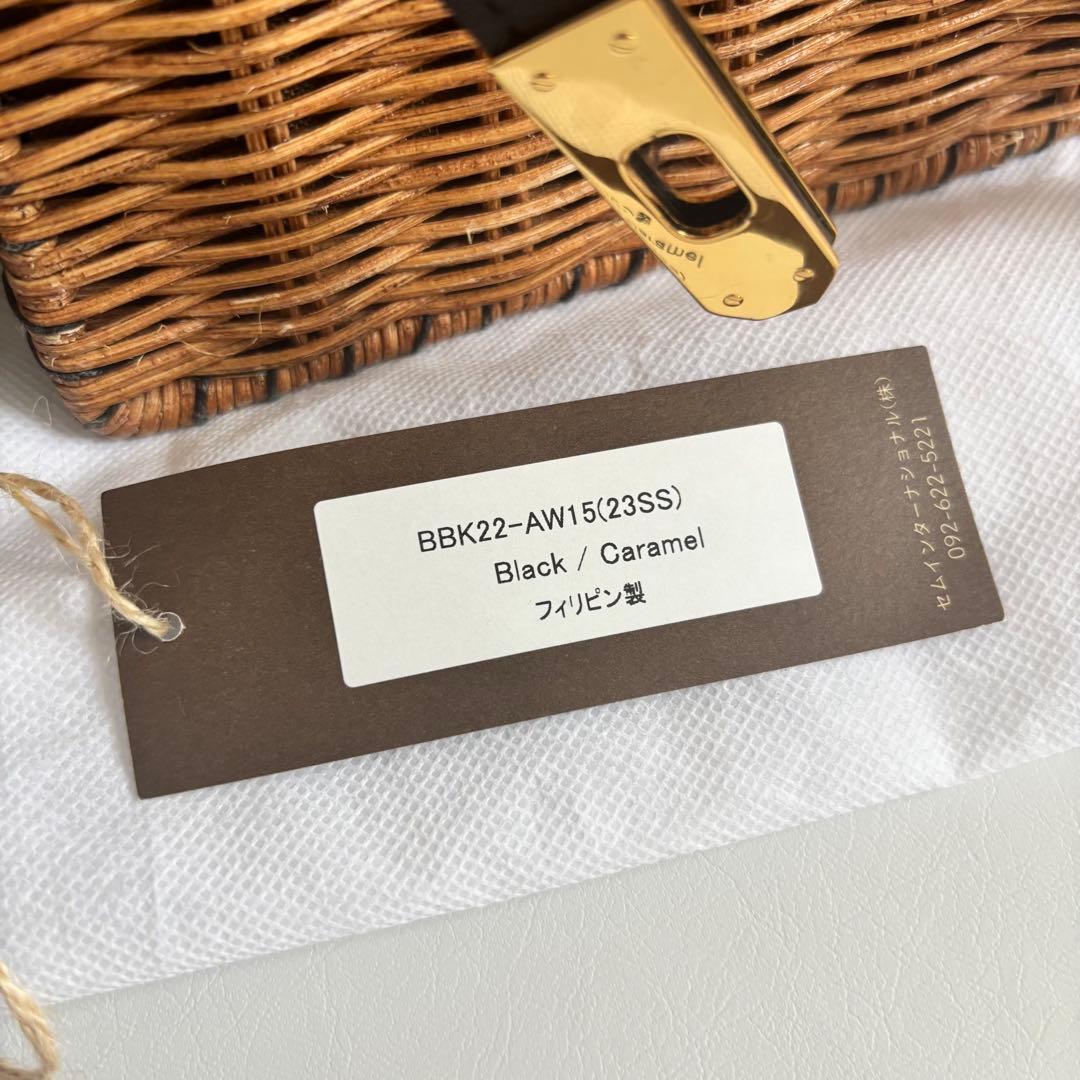 BBK22-AW15(23SS)
Black / Caramel
フィリピン製
セムインターナショナル(株)
092-622-5221